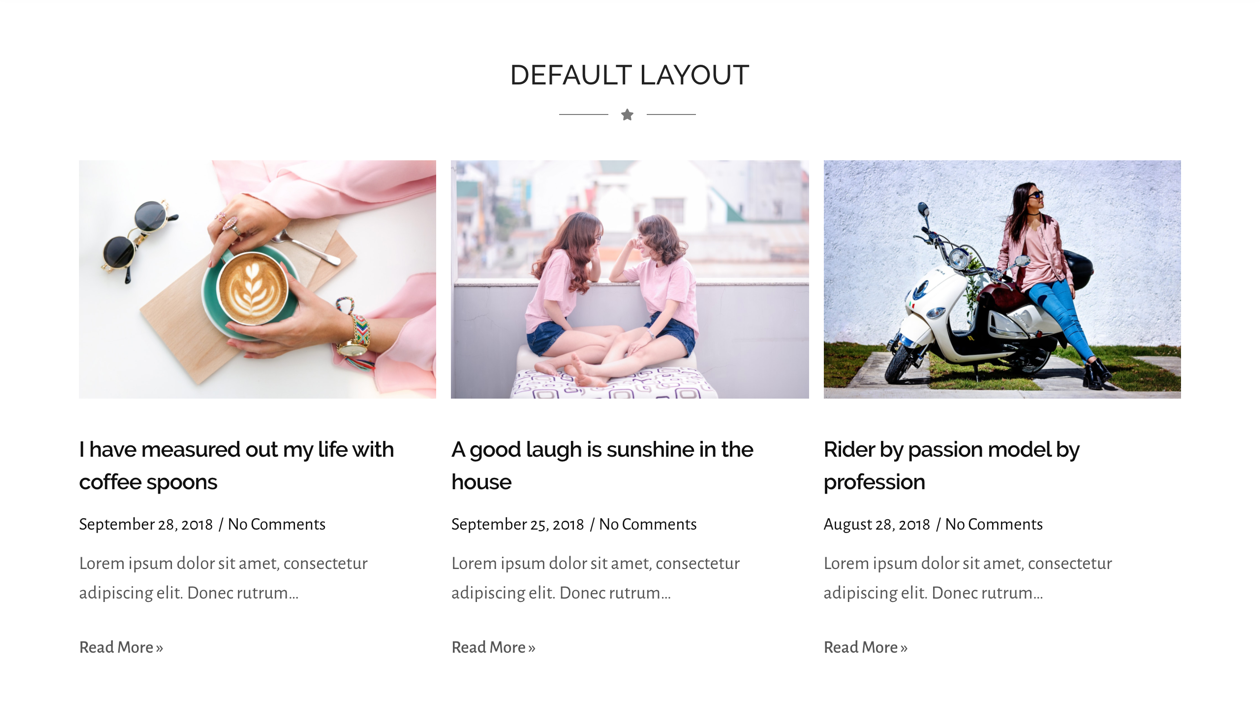 DEFAULT LAYOUT
I have measured out my life with
coffee spoons
September 28, 2018 / No Comments
Lorem ipsum dolor sit amet, consectetur
adipiscing elit. Donec rutrum...
Read More »
A good laugh is sunshine in the
house
September 25, 2018 / No Comments
Lorem ipsum dolor sit amet, consectetur
adipiscing elit. Donec rutrum...
Read More »
Rider by passion model by
profession
August 28, 2018 / No Comments
Lorem ipsum dolor sit amet, consectetur
adipiscing elit. Donec rutrum...
Read More »